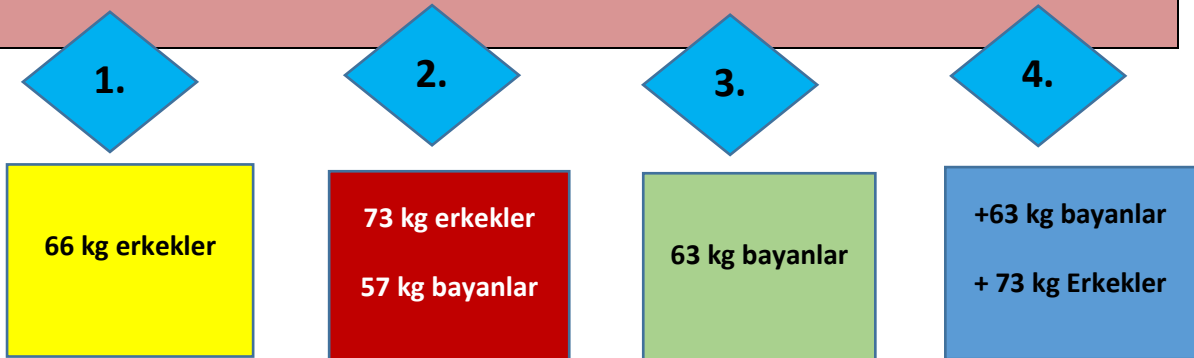 1.
2.
3.
4.
66 kg erkekler
73 kg erkekler
57 kg bayanlar
63 kg bayanlar
+63 kg bayanlar
+ 73 kg Erkekler